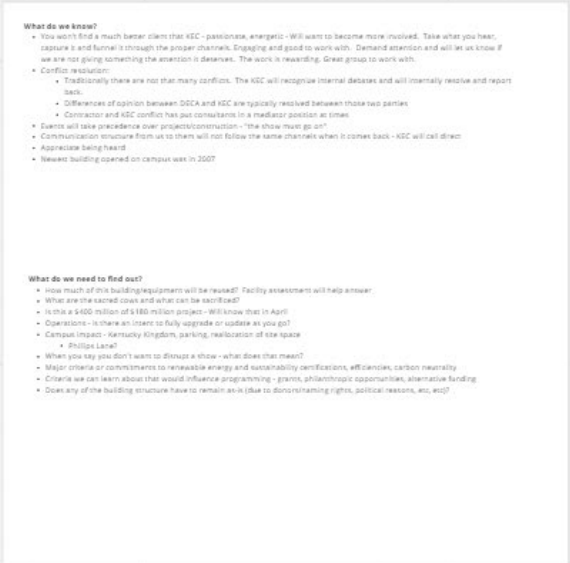 What do we know?
• You won't find a much better client that KEC - passionate, energetic - Will want to become more involved. Take what you hear,
capture it and funnel it through the proper channels. Engaging and good to work with. Demand attention and will let us know if
we are not giving something the attention it deserves. The work is rewarding. Great group to work with.
• Conflict resolution:
• Traditionally there are not that many conflicts. The KEC will recognize internal debates and will internally resolve and report
back.
• Differences of opinion between DECA and KEC are typically resolved between those two parties
• Contractor and KEC conflict has put consultants in a mediator position at times
• Events will take precedence over projects/construction - "the show must go on"
• Communication structure from us to them will not follow the same channels when it comes back - KEC will call direct
• Appreciate being heard
• Newest building opened on campus was in 2007
What do we need to find out?
• How much of this building/equipment will be reused? Facility assessment will help answer
• What are the sacred cows and what can be sacrificed?
• Is this a $400 million of $180 million project - Will know that in April
• Operations - is there an intent to fully upgrade or update as you go?
• Campus impact - Kentucky Kingdom, parking, reallocation of site space
• Phillips Lane?
• When you say you don't want to disrupt a show - what does that mean?
• Major criteria or commitments to renewable energy and sustainability certifications, efficiencies, carbon neutrality
• Criteria we can learn about that would influence programming - grants, philanthropic opportunities, alternative funding
• Does any of the building structure have to remain as-is (due to donors/naming rights, political reasons, etc, etc)?